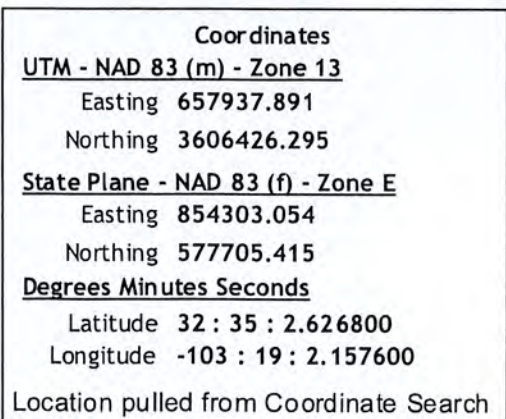 Coordinates
UTM - NAD 83 (m) - Zone 13
Easting 657937.891
Northing 3606426.295
State Plane - NAD 83 (f) - Zone E
Easting 854303.054
Northing 577705.415
Degrees Minutes Seconds
Latitude 32 : 35 : 2.626800
Longitude -103 : 19 : 2.157600
Location pulled from Coordinate Search